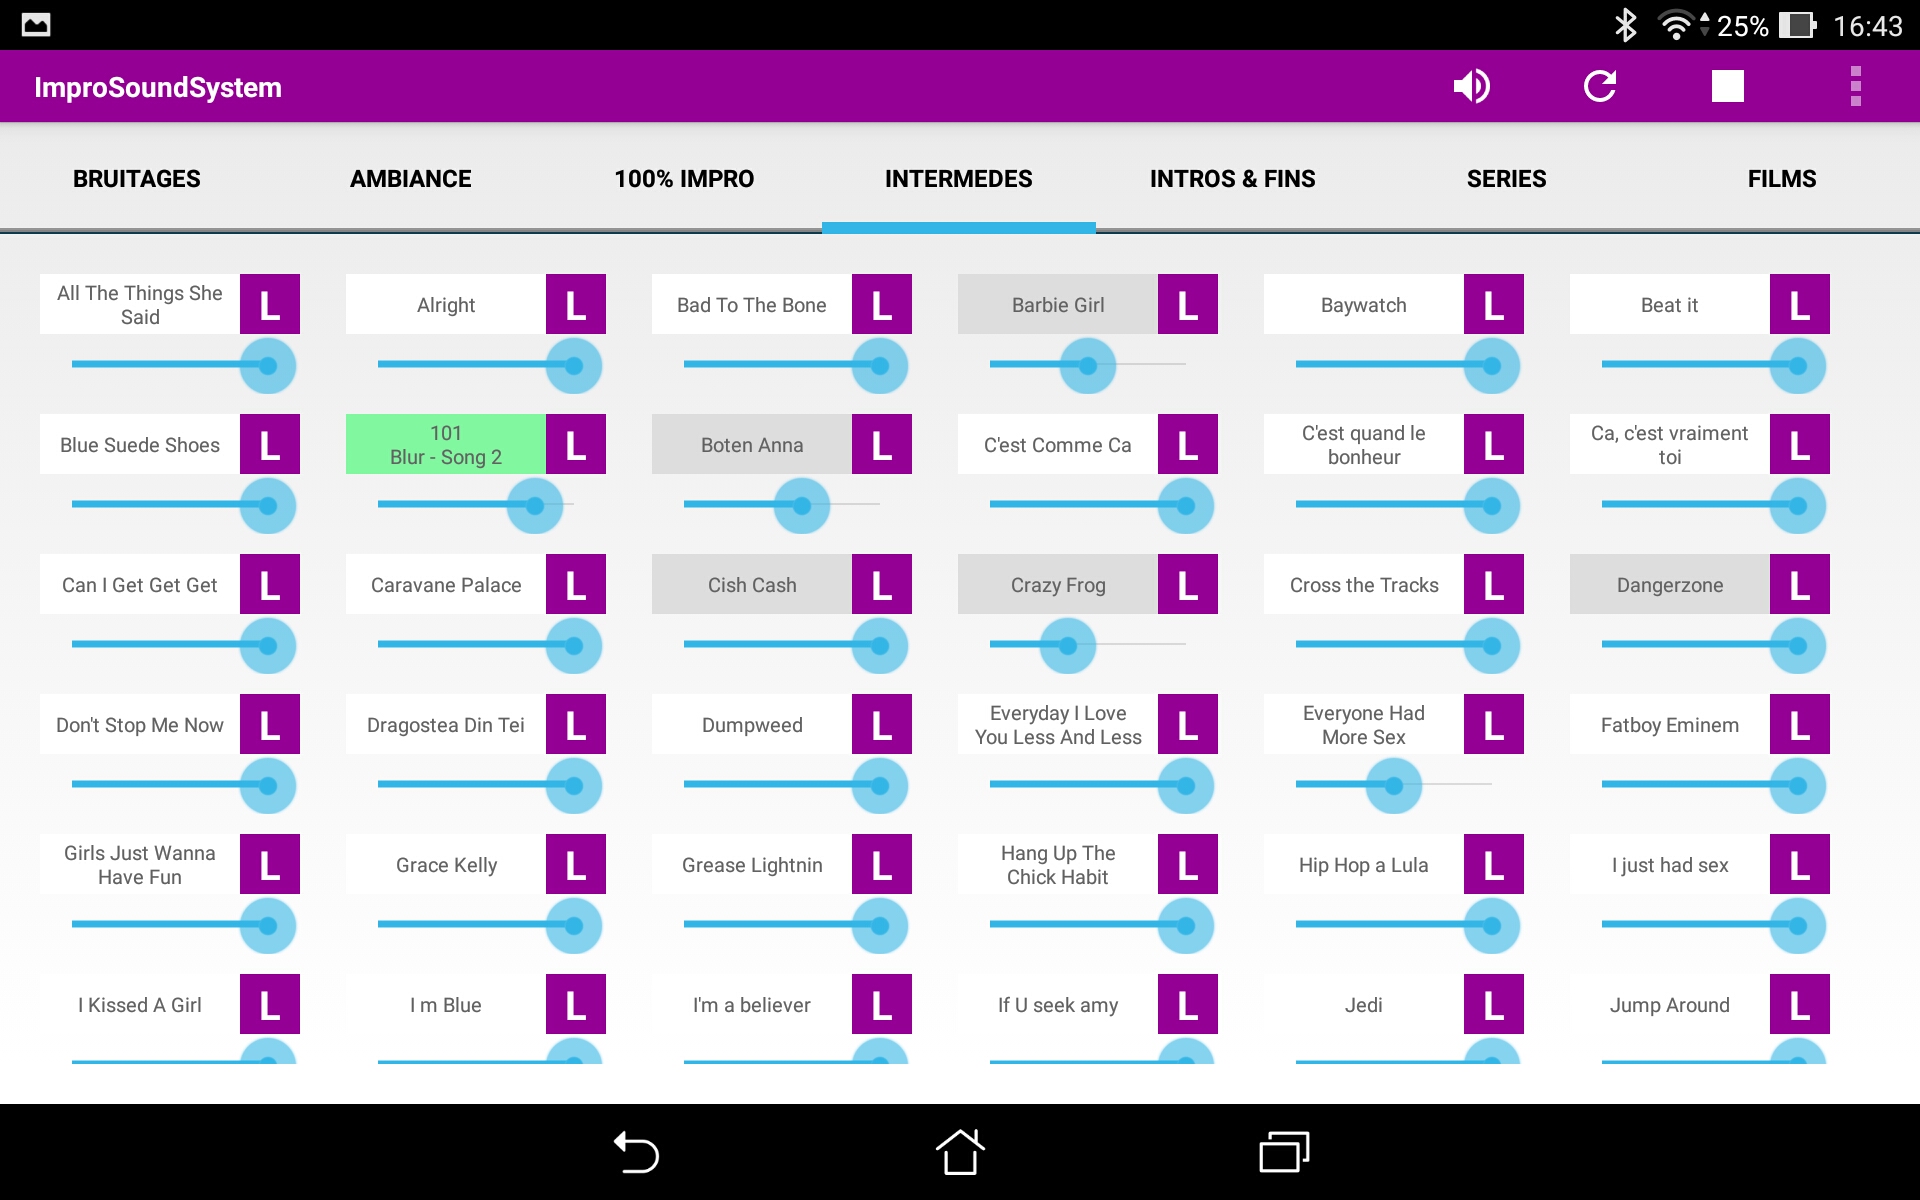 25% 16:43
ImproSoundSystem
BRUITAGES AMBIANCE 100% IMPRO INTERMEDES INTROS & FINS SERIES FILMS
All The Things She
Said
L
Alright
L
Bad To The Bone
L
Barbie Girl
L
Baywatch
L
Beat it
L
Blue Suede Shoes
L
101
Blur - Song 2
L
Boten Anna
L
C'est Comme Ca
L
C'est quand le
bonheur
L
Ca, c'est vraiment
toi
L
Can I Get Get Get
L
Caravane Palace
L
Cish Cash
L
Crazy Frog
L
Cross the Tracks
L
Dangerzone
L
Don't Stop Me Now
L
Dragostea Din Tei
L
Dumpweed
L
Everyday I Love
You Less And Less
L
Everyone Had
More Sex
L
Fatboy Eminem
L
Girls Just Wanna
Have Fun
L
Grace Kelly
L
Grease Lightnin
L
Hang Up The
Chick Habit
L
Hip Hop a Lula
L
I just had sex
L
I Kissed A Girl
L
I m Blue
L
I'm a believer
L
If U seek amy
L
Jedi
L
Jump Around
L